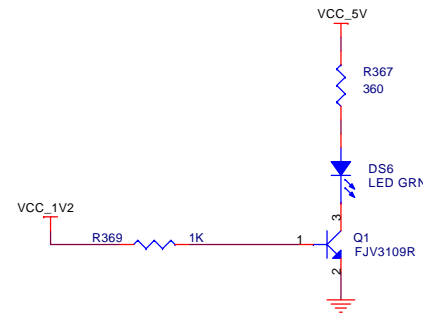 VCC_5V
R367
360
DS6
LED GRN
VCC_1V2
3
R369 1K 1 Q1
FJV3109R
2